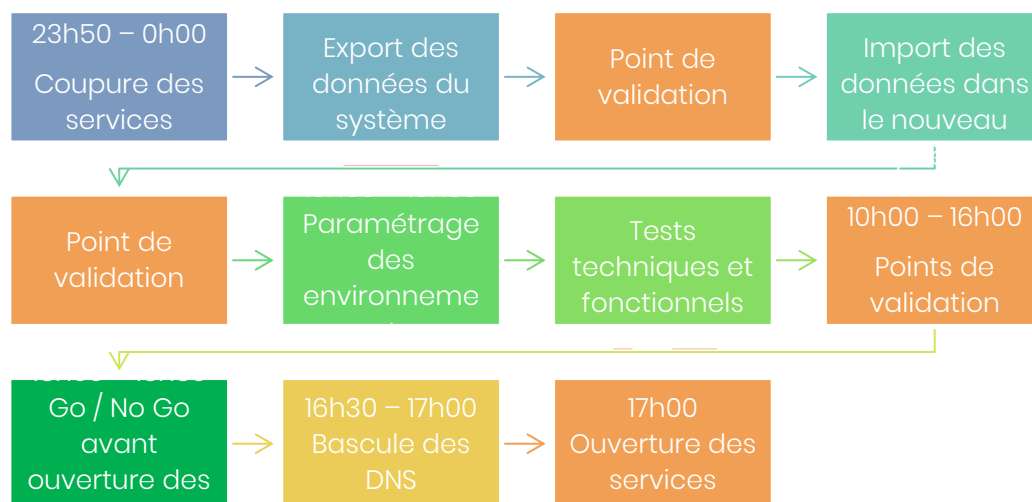 23h50 – 0h00
Coupure des
services
Export des
données du
système
Point de
validation
Import des
données dans
le nouveau
Point de
validation
Paramétrage
des
environneme
Tests
techniques et
fonctionnels
10h00 – 16h00
Points de
validation
Go / No Go
avant
ouverture des
16h30 – 17h00
Bascule des
DNS
17h00
Ouverture des
services